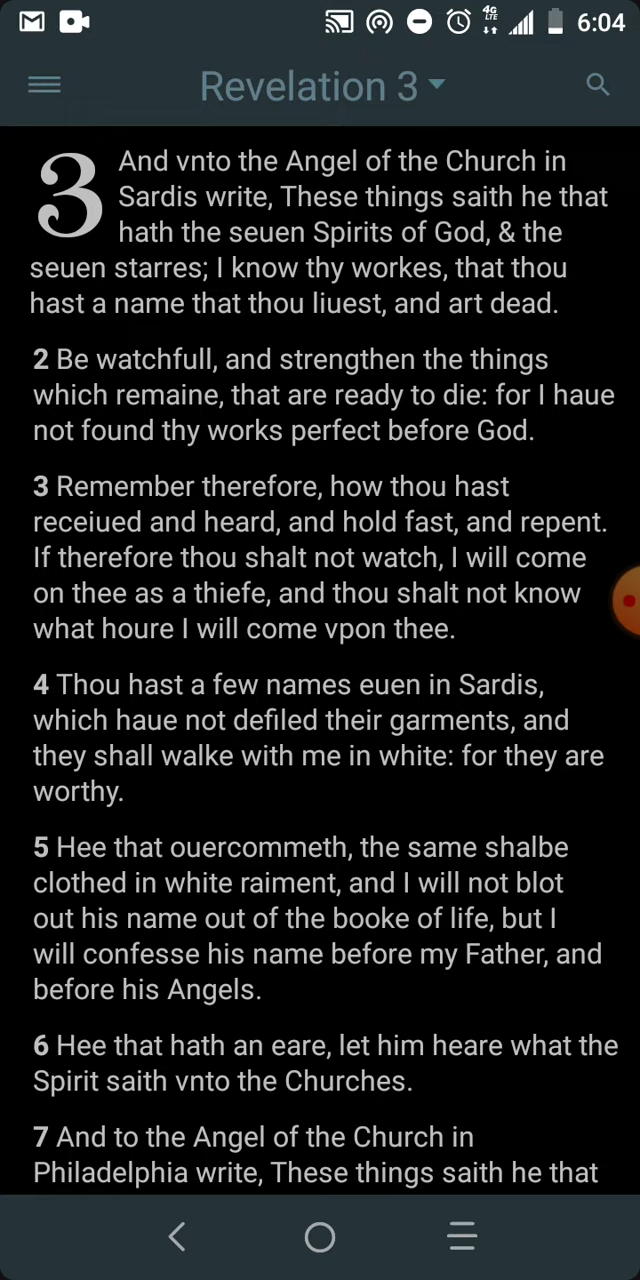 4G
LTE
6:04
Revelation 3
3 And vnto the Angel of the Church in
Sardis write, These things saith he that
hath the seuen Spirits of God, & the
seuen starres; I know thy workes, that thou
hast a name that thou liuest, and art dead.
2 Be watchfull, and strengthen the things
which remaine, that are ready to die: for I haue
not found thy works perfect before God.
3 Remember therefore, how thou hast
receiued and heard, and hold fast, and repent.
If therefore thou shalt not watch, I will come
on thee as a thiefe, and thou shalt not know
what houre I will come vpon thee.
4 Thou hast a few names euen in Sardis,
which haue not defiled their garments, and
they shall walke with me in white: for they are
worthy.
5 Hee that ouercommeth, the same shalbe
clothed in white raiment, and I will not blot
out his name out of the booke of life, but I
will confesse his name before my Father, and
before his Angels.
6 Hee that hath an eare, let him heare what the
Spirit saith vnto the Churches.
7 And to the Angel of the Church in
Philadelphia write, These things saith he that